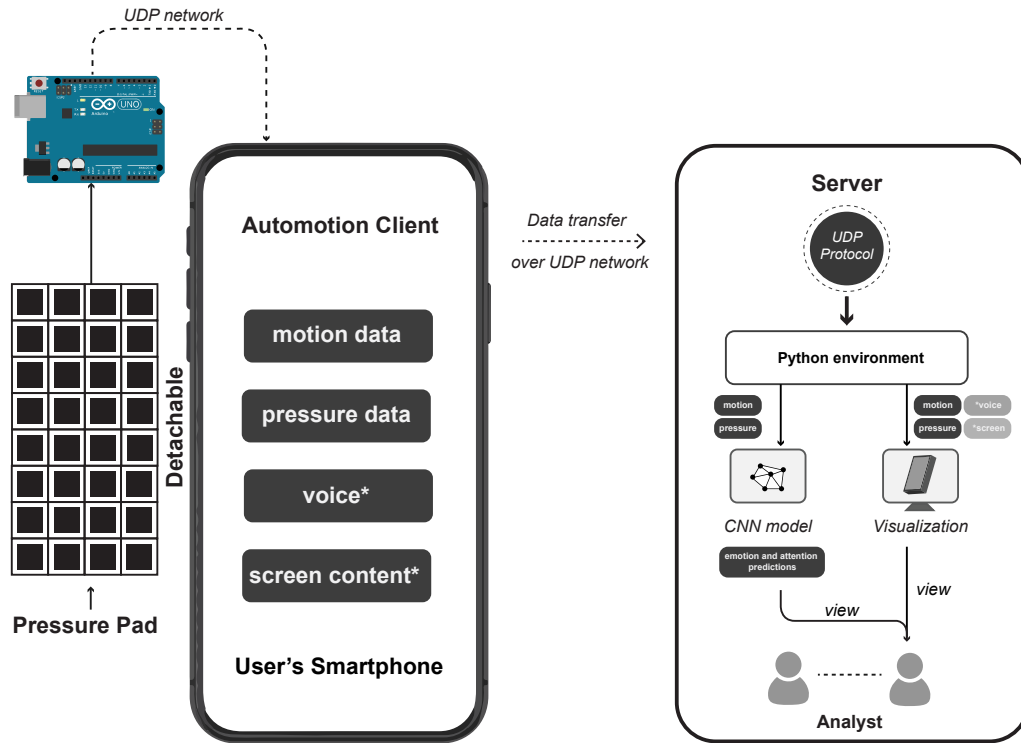 UDP network
UNO
Arduino
Automotion Client
motion data
pressure data
voice*
screen content*
User's Smartphone
Detachable
Pressure Pad
Data transfer
over UDP network
Server
UDP
Protocol
Python environment
motion
pressure
motion
*voice
pressure
*screen
CNN model
Visualization
emotion and attention
predictions
view
view
Analyst